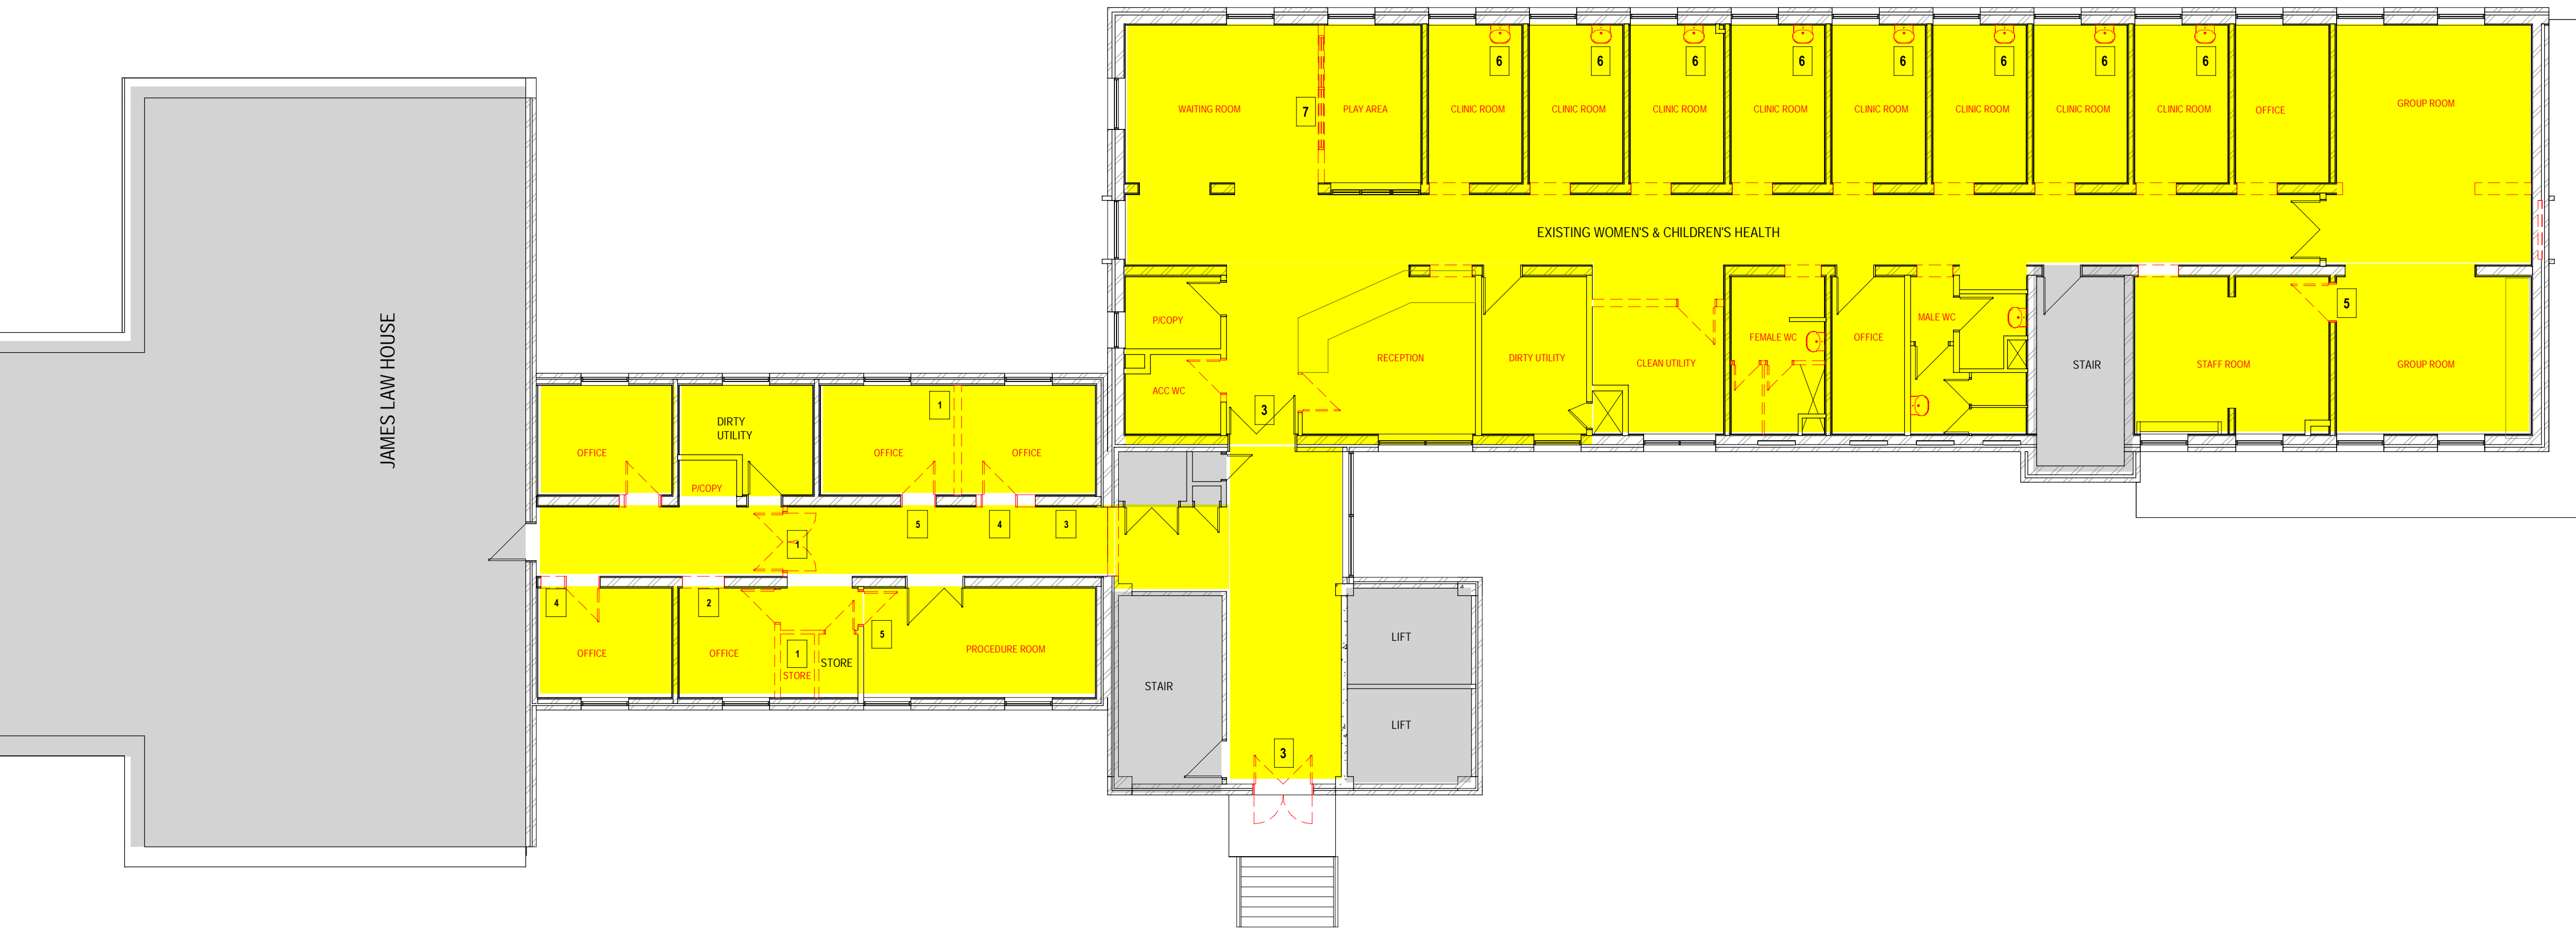 6
6
6
6
6
6
6
6
7
WAITING ROOM
PLAY AREA
CLINIC ROOM
CLINIC ROOM
CLINIC ROOM
CLINIC ROOM
CLINIC ROOM
CLINIC ROOM
CLINIC ROOM
CLINIC ROOM
OFFICE
GROUP ROOM
EXISTING WOMEN'S & CHILDREN'S HEALTH
P/COPY
ACC WC
3
RECEPTION
DIRTY UTILITY
CLEAN UTILITY
FEMALE WC
OFFICE
MALE WC
STAIR
STAFF ROOM
5
GROUP ROOM
JAMES LAW HOUSE
OFFICE
DIRTY
UTILITY
P/COPY
1
OFFICE
OFFICE
1
5
4
3
4
OFFICE
2
OFFICE
1
STORE
STORE
5
PROCEDURE ROOM
STAIR
LIFT
LIFT
3